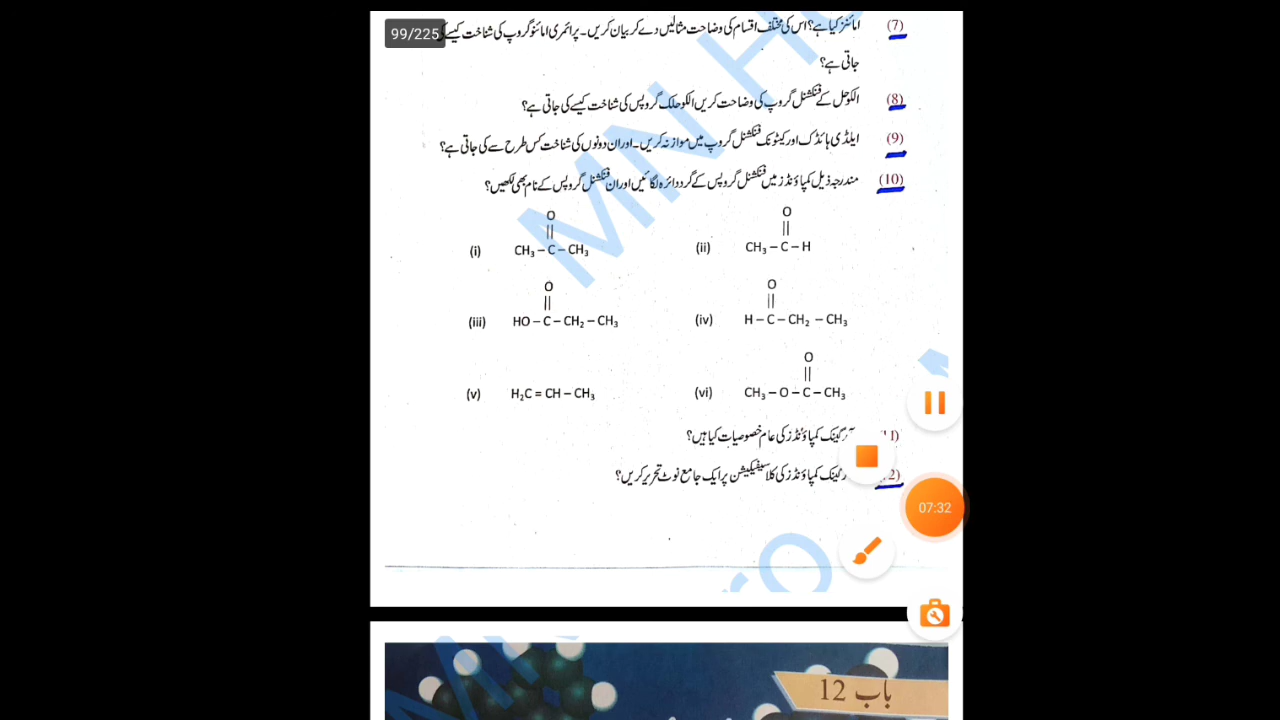 99/225
(7) امائنز کیا ہے؟ اس کی مختلف اقسام کی وضاحت مثالیں دے کر بیان کریں۔ پرائمری امائنو گروپ کی شناخت کیسے کی
جاتی ہے؟
(8) الکوحل کے فنکشنل گروپ کی وضاحت کریں الکوحلک گروپس کی شناخت کیسے کی جاتی ہے؟
(9) ایلڈی ہائڈک اور کیٹونک فنکشنل گروپ میں موازنہ کریں۔ اور ان دونوں کی شناخت کس طرح سے کی جاتی ہے؟
(10) مندرجہ ذیل کمپاؤنڈز میں فنکشنل گروپس کے گرد دائرہ لگائیں اور ان فنکشنل گروپس کے نام بھی لکھیں؟
O
||
(i) CH₃ – C – CH₃
O
||
(ii) CH₃ – C – H
O
||
(iii) HO – C – CH₂ – CH₃
O
||
(iv) H – C – CH₂ – CH₃
(v) H₂C = CH – CH₃
O
||
(vi) CH₃ – O – C – CH₃
کمپاؤنڈز کی عام خصوصیات کیا ہیں؟
کمپاؤنڈز کی کلاسیفیکیشن پر ایک جامع نوٹ تحریر کریں؟
07:32
باب 12